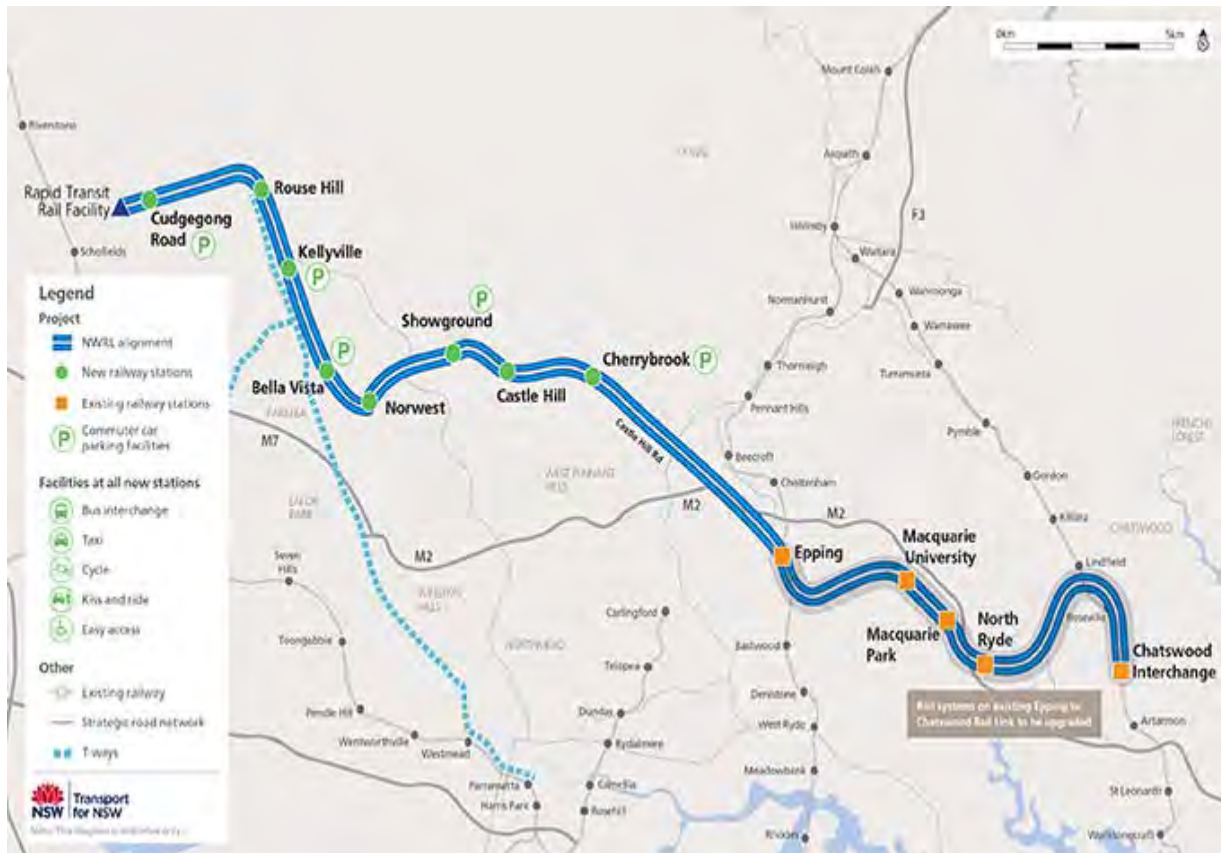 0km
5km
Mount Colah
Riverstone
Asquith
Rapid Transit
Rail Facility
Rouse Hill
Cudgegong
Road
P
F3
Schofields
Waitara
Kellyville
P
Wahroonga
Normanhurst
Warrawee
Showground
P
Thornleigh
Turramurra
Bella Vista
P
Norwest
Castle Hill
Cherrybrook
P
Pennant Hills
Pymble
Castle Hill Rd
M7
Beecroft
Cheltenham
Gordon
WEST PENNANT
HILLS
M2
M2
M2
Killara
CHATSWOOD
Epping
Macquarie
University
Lindfield
Seven
Hills
Carlingford
Roseville
North
Ryde
Macquarie
Park
Chatswood
Interchange
Toongabbie
Eastwood
Telopea
Denistone
Rail systems on existing Epping to
Chatswood Rail Link to be upgraded
Pendle Hill
Dundas
West Ryde
Artarmon
Wentworthville
Westmead
Rydalmere
Meadowbank
Parramatta
Camellia
Harris Park
Rosehill
St Leonards
Rhodes
Wollstonecraft
Legend
Project
NWRL alignment
New railway stations
Existing railway stations
P
Commuter car
parking facilities
Facilities at all new stations
Bus interchange
Taxi
Cycle
Kiss and ride
Easy access
Other
Existing railway
Strategic road network
T-ways
NSW
Transport
for NSW